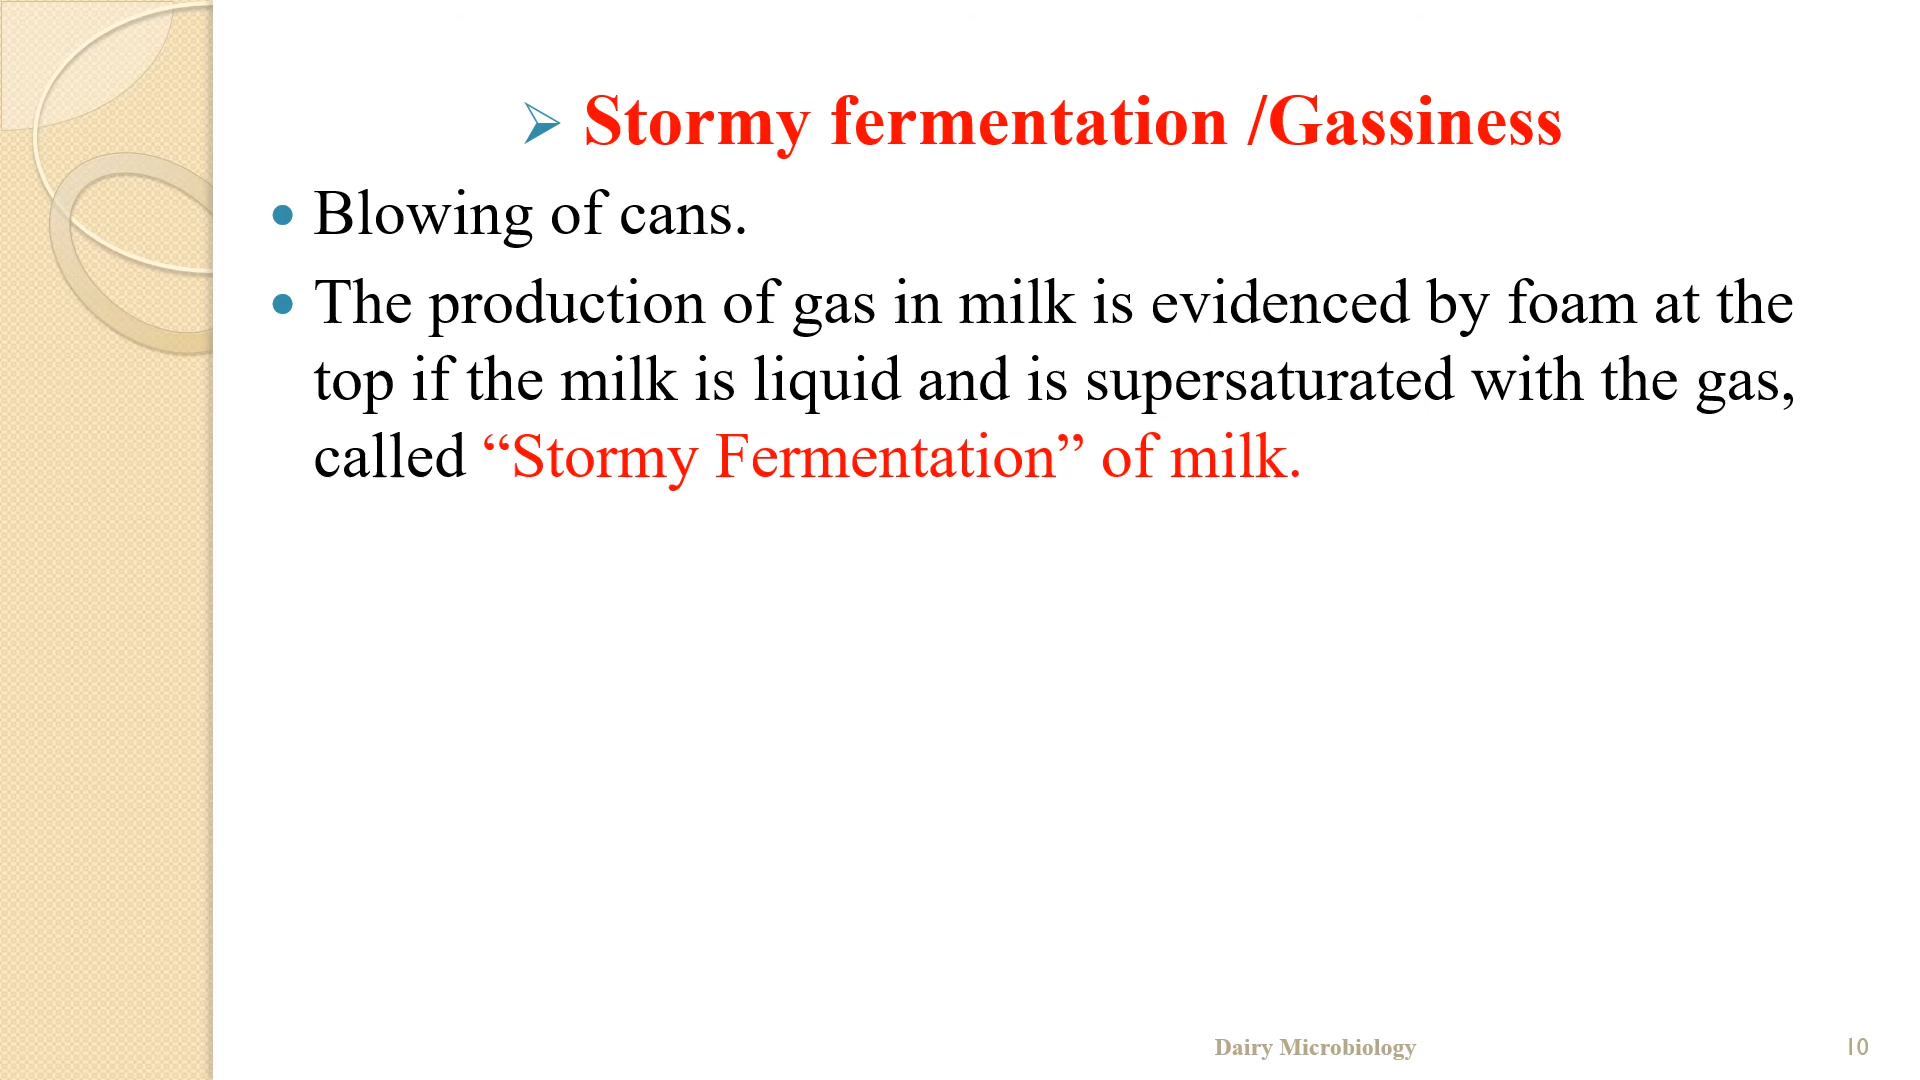 Stormy fermentation /Gassiness
Blowing of cans.
The production of gas in milk is evidenced by foam at the
top if the milk is liquid and is supersaturated with the gas,
called “Stormy Fermentation” of milk.
Dairy Microbiology
10